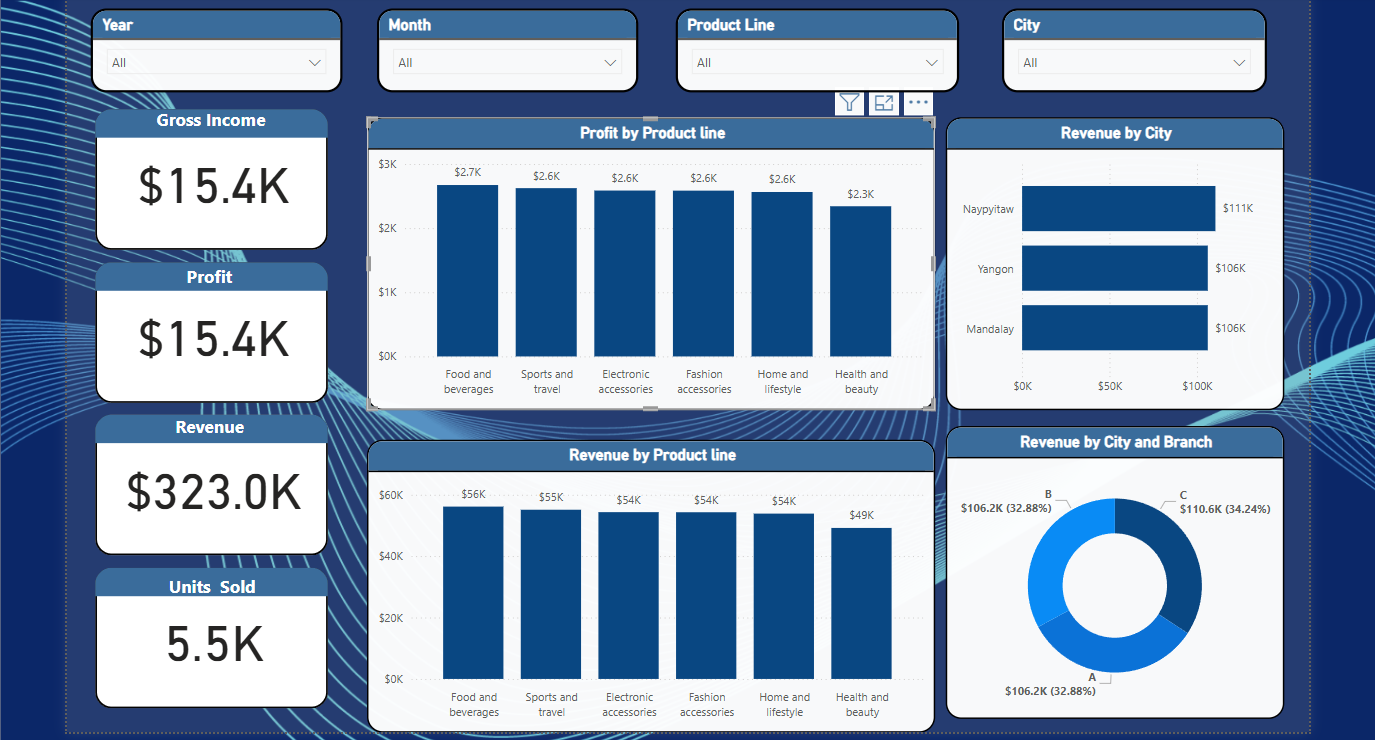 Year
All
Month
All
Product Line
All
City
All
Gross Income
$15.4K
Profit
$15.4K
Revenue
$323.0K
Units Sold
5.5K
Profit by Product line
$3K
$2K
$1K
$0K
$2.7K
$2.6K
$2.6K
$2.6K
$2.6K
$2.3K
Food and
beverages
Sports and
travel
Electronic
accessories
Fashion
accessories
Home and
lifestyle
Health and
beauty
Revenue by City
Naypyitaw
$111K
Yangon
$106K
Mandalay
$106K
$0K
$50K
$100K
Revenue by Product line
$60K
$40K
$20K
$0K
$56K
$55K
$54K
$54K
$54K
$49K
Food and
beverages
Sports and
travel
Electronic
accessories
Fashion
accessories
Home and
lifestyle
Health and
beauty
Revenue by City and Branch
B
$106.2K (32.88%)
C
$110.6K (34.24%)
A
$106.2K (32.88%)